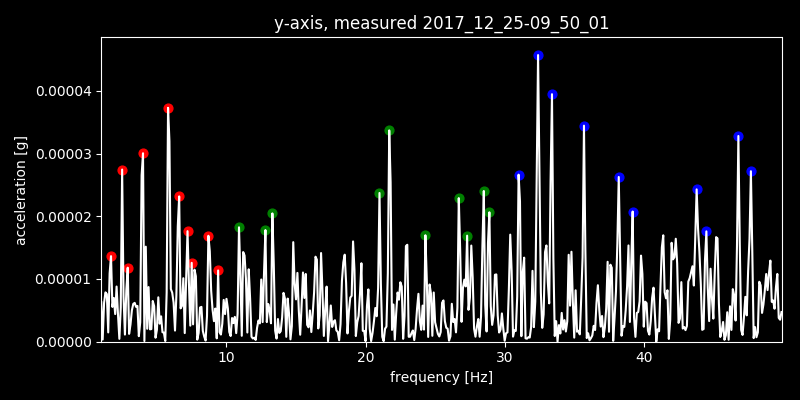 y-axis, measured 2017_12_25-09_50_01
acceleration [g]
0.00004
0.00003
0.00002
0.00001
0.00000
10 20 30 40
frequency [Hz]